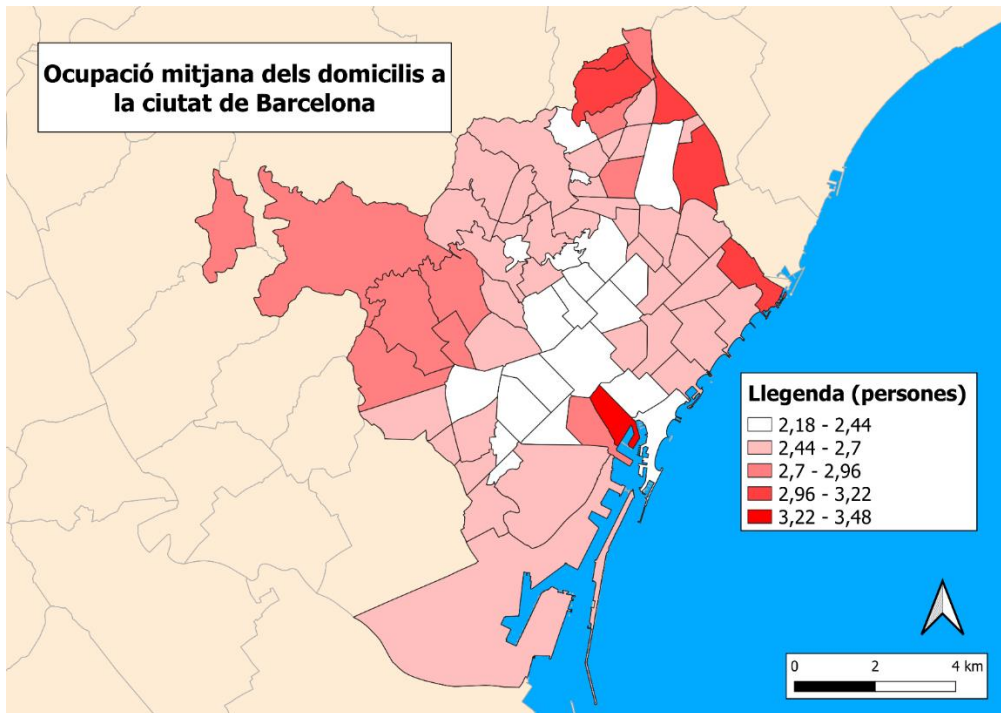 Ocupació mitjana dels domicilis a
la ciutat de Barcelona
Llegenda (persones)
2,18 - 2,44
2,44 - 2,7
2,7 - 2,96
2,96 - 3,22
3,22 - 3,48
0 2 4 km